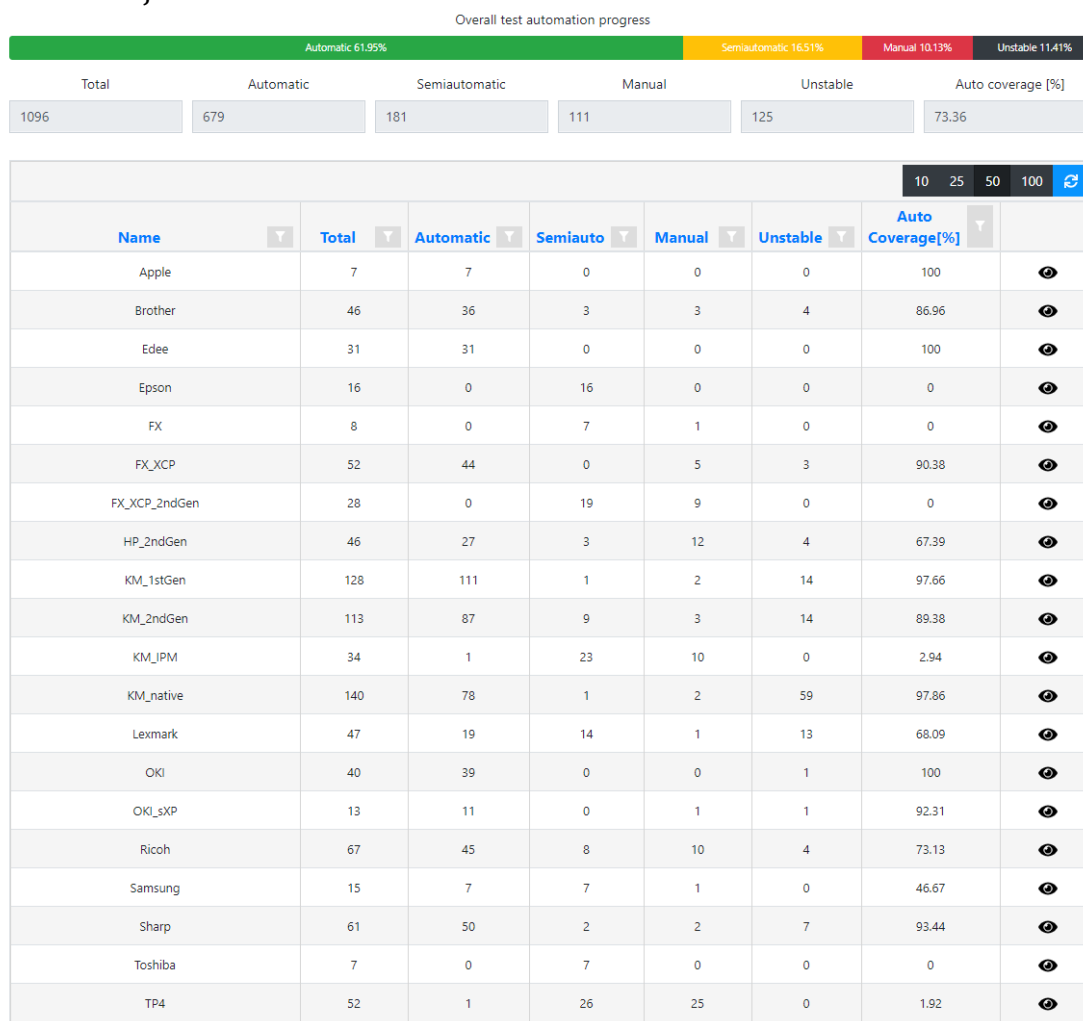 Overall test automation progress
Automatic 61.95% Semiautomatic 16.51% Manual 10.13% Unstable 11.41%
Total Automatic Semiautomatic Manual Unstable Auto coverage [%]
1096 679 181 111 125 73.36
10 25 50 100
Name Total Automatic Semiauto Manual Unstable Auto Coverage[%]
Apple 7 7 0 0 0 100
Brother 46 36 3 3 4 86.96
Edee 31 31 0 0 0 100
Epson 16 0 16 0 0 0
FX 8 0 7 1 0 0
FX_XCP 52 44 0 5 3 90.38
FX_XCP_2ndGen 28 0 19 9 0 0
HP_2ndGen 46 27 3 12 4 67.39
KM_1stGen 128 111 1 2 14 97.66
KM_2ndGen 113 87 9 3 14 89.38
KM_IPM 34 1 23 10 0 2.94
KM_native 140 78 1 2 59 97.86
Lexmark 47 19 14 1 13 68.09
OKI 40 39 0 0 1 100
OKI_sXP 13 11 0 1 1 92.31
Ricoh 67 45 8 10 4 73.13
Samsung 15 7 7 1 0 46.67
Sharp 61 50 2 2 7 93.44
Toshiba 7 0 7 0 0 0
TP4 52 1 26 25 0 1.92